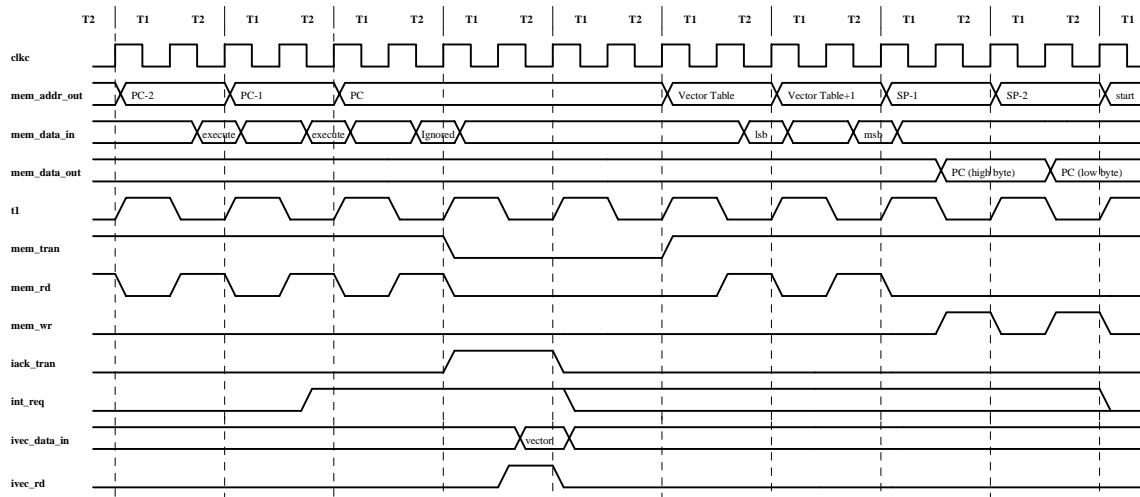 T2 T1 T2 T1 T2 T1 T2 T1 T2 T1 T2 T1 T2 T1 T2 T1 T2 T1 T2 T1
clkc
mem_addr_out PC-2 PC-1 PC Vector Table Vector Table+1 SP-1 SP-2 start
mem_data_in execute execute Ignored lsb msb
mem_data_out PC (high byte) PC (low byte)
t1
mem_tran
mem_rd
mem_wr
iack_tran
int_req
ivec_data_in vector
ivec_rd